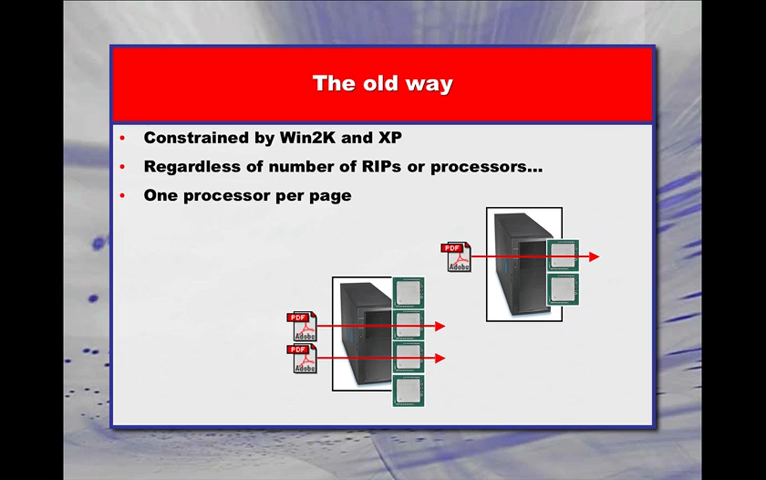 The old way
• Constrained by Win2K and XP
• Regardless of number of RIPs or processors...
• One processor per page
PDF
Adobe
PDF
Adobe
PDF
Adobe